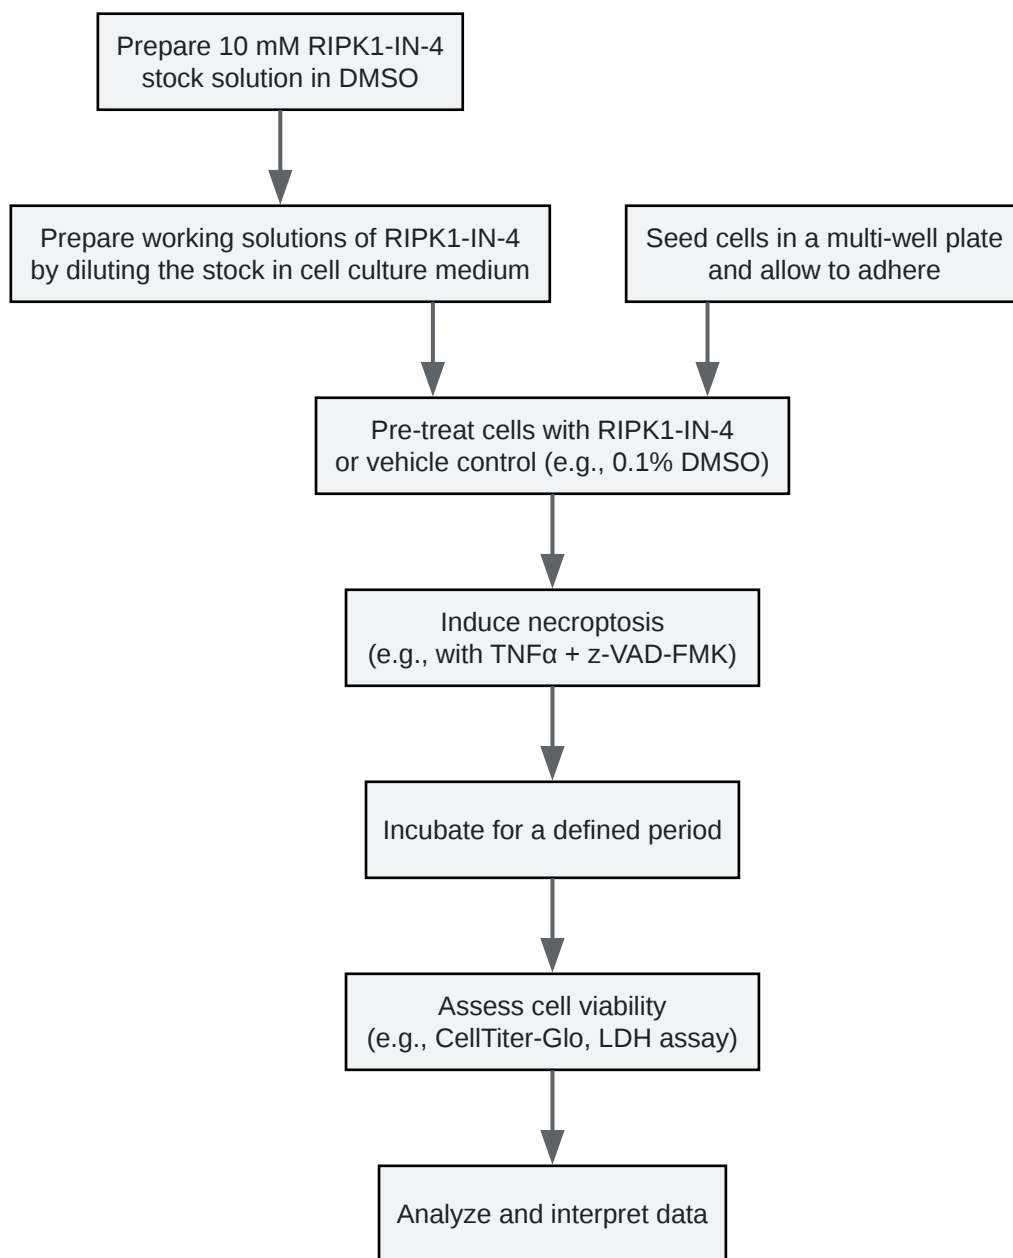 Prepare 10 mM RIPK1-IN-4
stock solution in DMSO
Prepare working solutions of RIPK1-IN-4
by diluting the stock in cell culture medium
Seed cells in a multi-well plate
and allow to adhere
Pre-treat cells with RIPK1-IN-4
or vehicle control (e.g., 0.1% DMSO)
Induce necroptosis
(e.g., with TNFα + z-VAD-FMK)
Incubate for a defined period
Assess cell viability
(e.g., CellTiter-Glo, LDH assay)
Analyze and interpret data